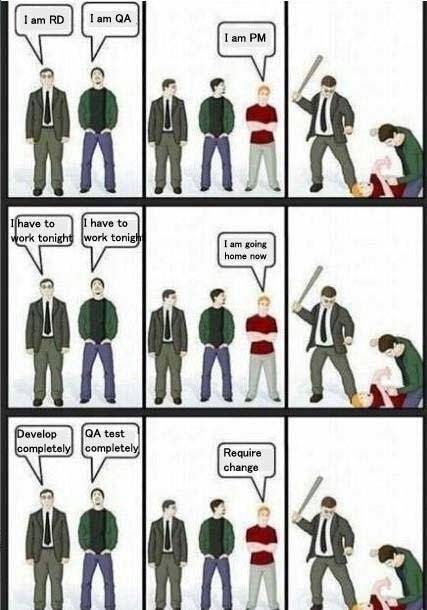 I am RD
I am QA
I am PM
I have to
work tonight
I have to
work tonight
I am going
home now
Develop
completely
QA test
completely
Require
change